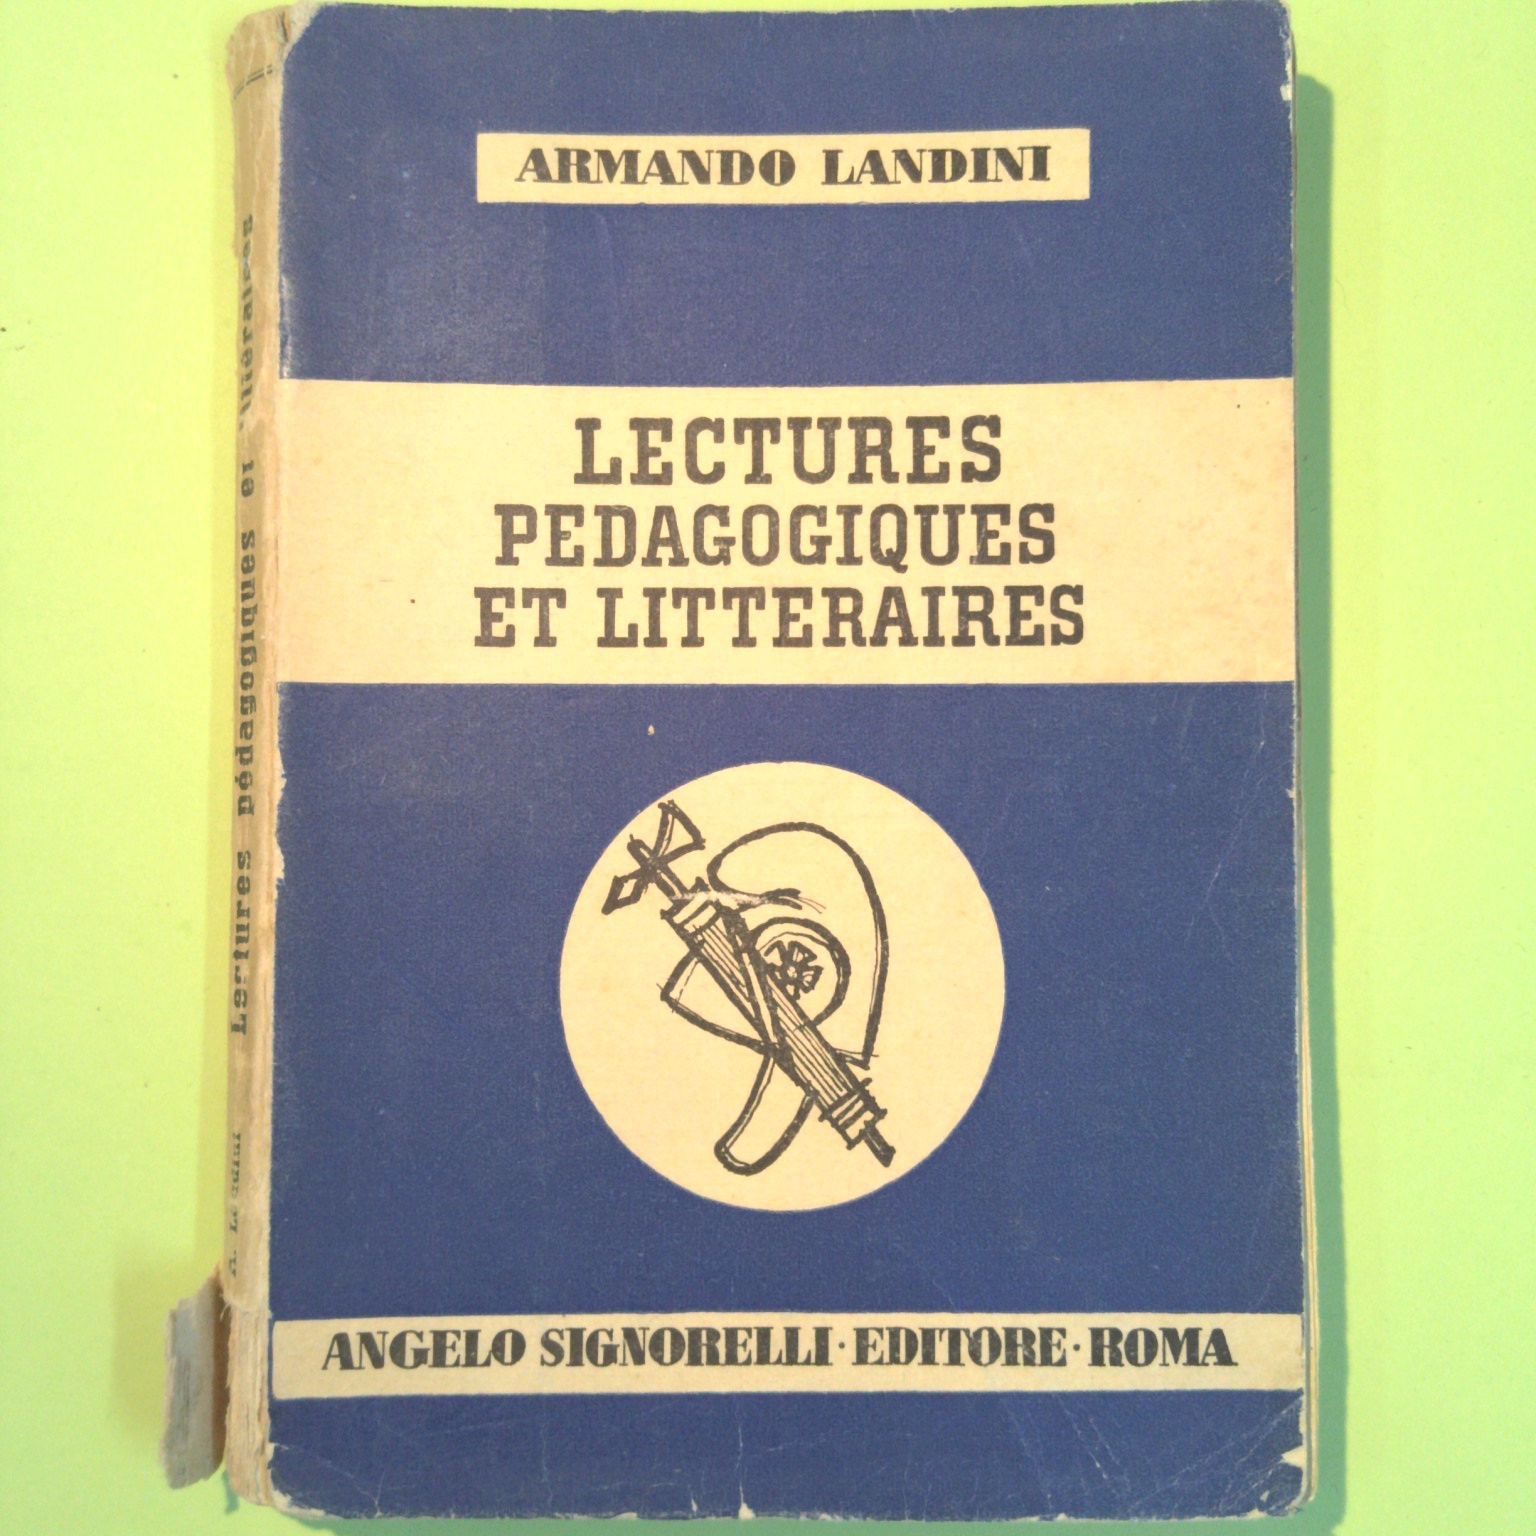 ARMANDO LANDINI
LECTURES
PEDAGOGIQUES
ET LITTERAIRES
ANGELO SIGNORELLI · EDITORE · ROMA
Lectures pédagogiques et littéraires